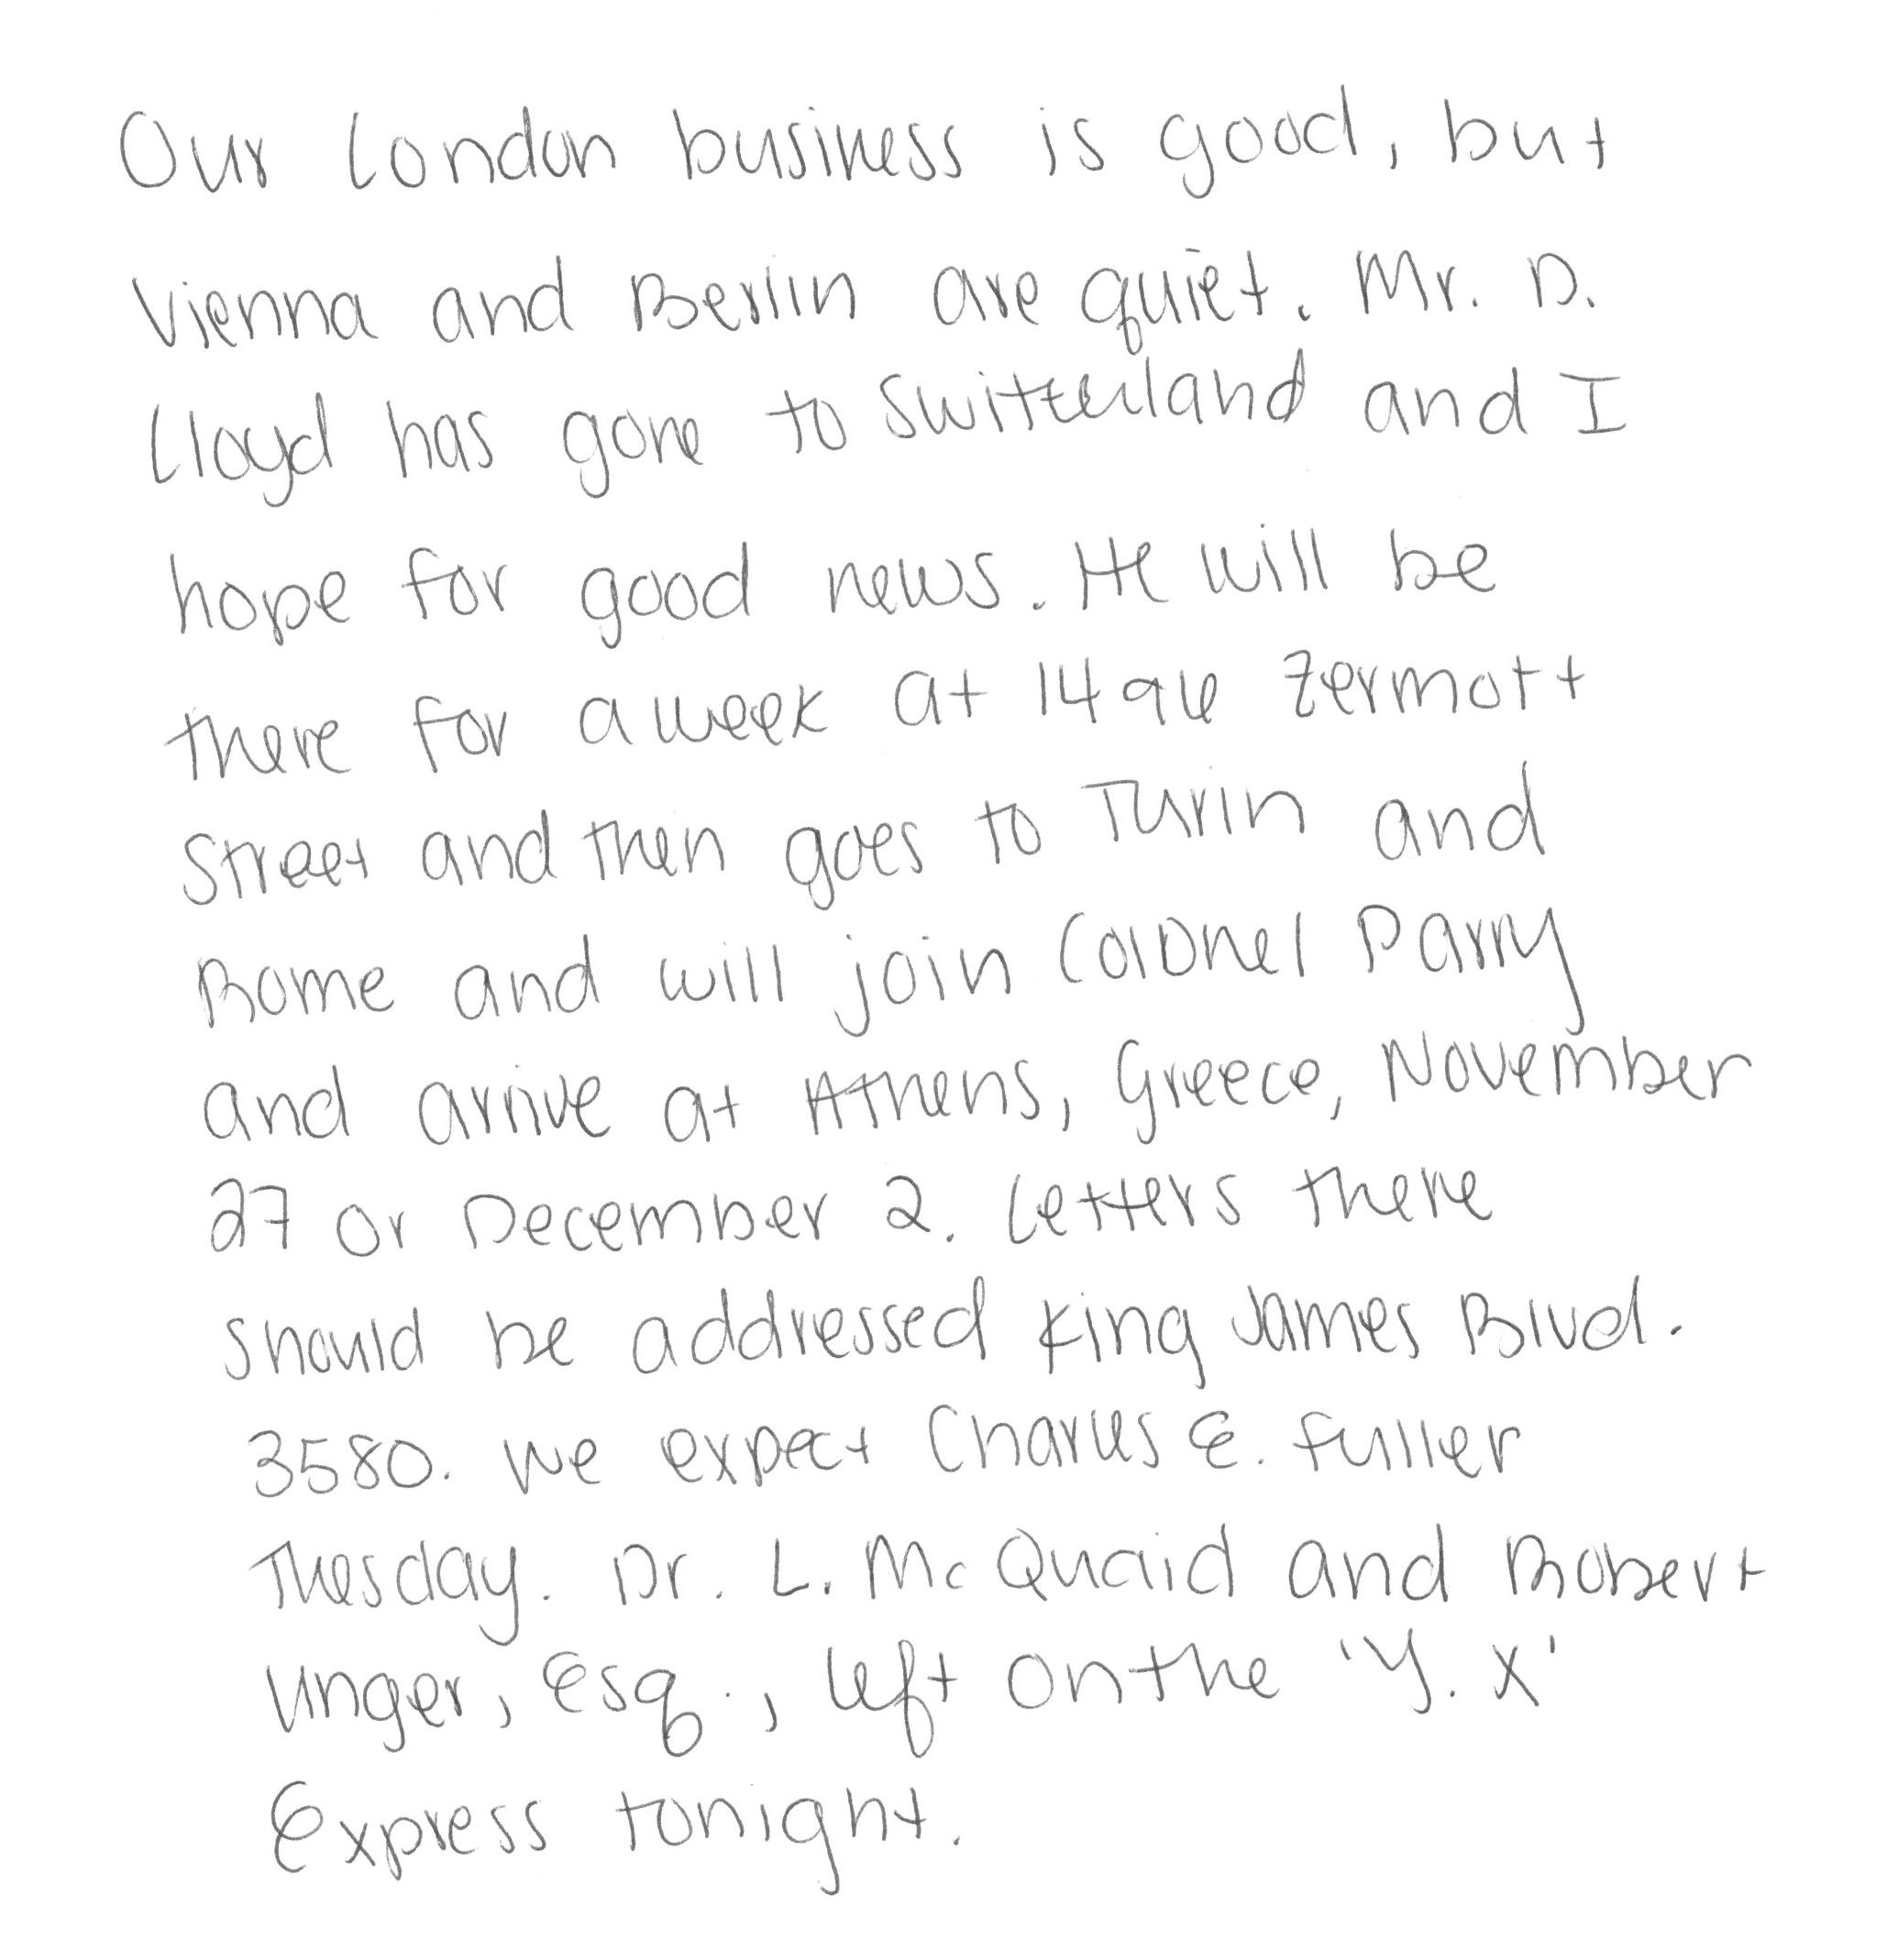 Our London business is good, but
Vienna and Berlin are quiet. Mr. D.
Lloyd has gone to Switzerland and I
hope for good news. He will be
there for a week at 1496 Zermott
Street and then goes to Turin and
Rome and will join Colonel Parry
and arrive at Athens, Greece, November
27 or December 2. Letters there
should be addressed King James Blvd.
3580. We expect Charles E. Fuller
Tuesday. Dr. L. McQuaid and Robert
Unger, Esq., left on the 'Y. X'
Express tonight.